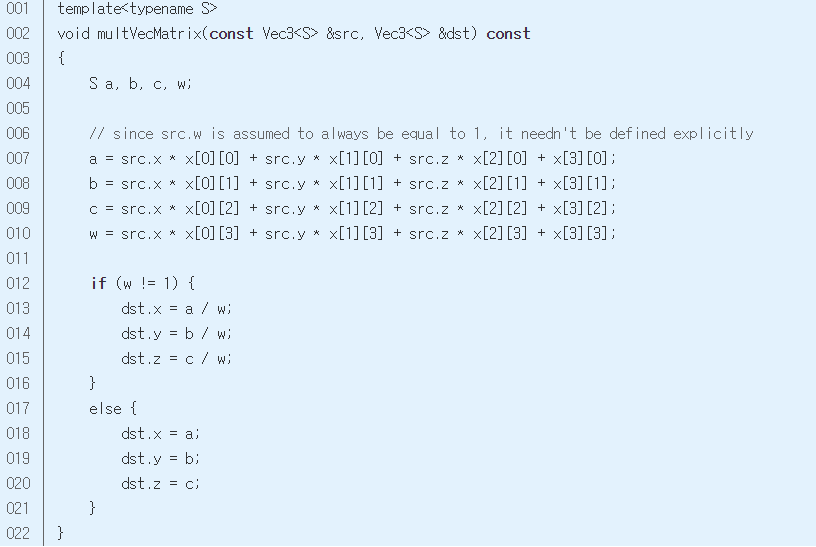 001 template<typename S>
002 void multVecMatrix(const Vec3<S> &src, Vec3<S> &dst) const
003 {
004     S a, b, c, w;
005
006     // since src.w is assumed to always be equal to 1, it needn't be defined explicitly
007     a = src.x * x[0][0] + src.y * x[1][0] + src.z * x[2][0] + x[3][0];
008     b = src.x * x[0][1] + src.y * x[1][1] + src.z * x[2][1] + x[3][1];
009     c = src.x * x[0][2] + src.y * x[1][2] + src.z * x[2][2] + x[3][2];
010     w = src.x * x[0][3] + src.y * x[1][3] + src.z * x[2][3] + x[3][3];
011
012     if (w != 1) {
013         dst.x = a / w;
014         dst.y = b / w;
015         dst.z = c / w;
016     }
017     else {
018         dst.x = a;
019         dst.y = b;
020         dst.z = c;
021     }
022 }